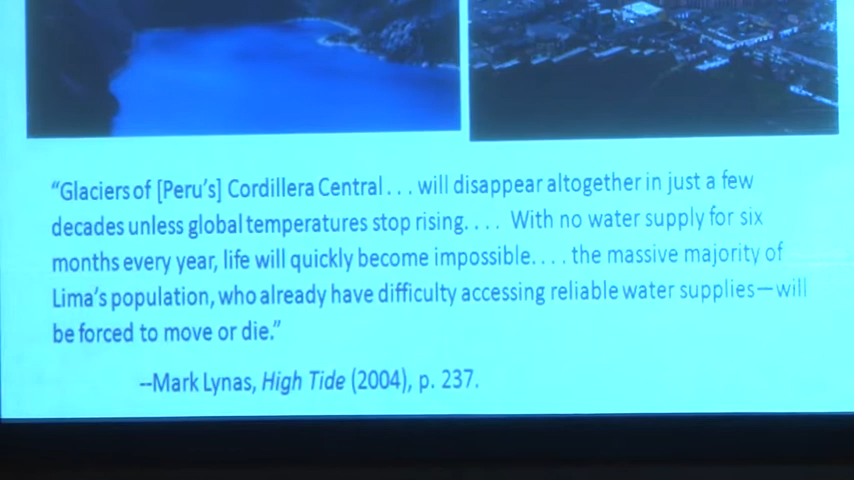 “Glaciers of [Peru’s] Cordillera Central . . . will disappear altogether in just a few
decades unless global temperatures stop rising. . . .  With no water supply for six
months every year, life will quickly become impossible. . . . the massive majority of
Lima’s population, who already have difficulty accessing reliable water supplies—will
be forced to move or die.”
--Mark Lynas, High Tide (2004), p. 237.